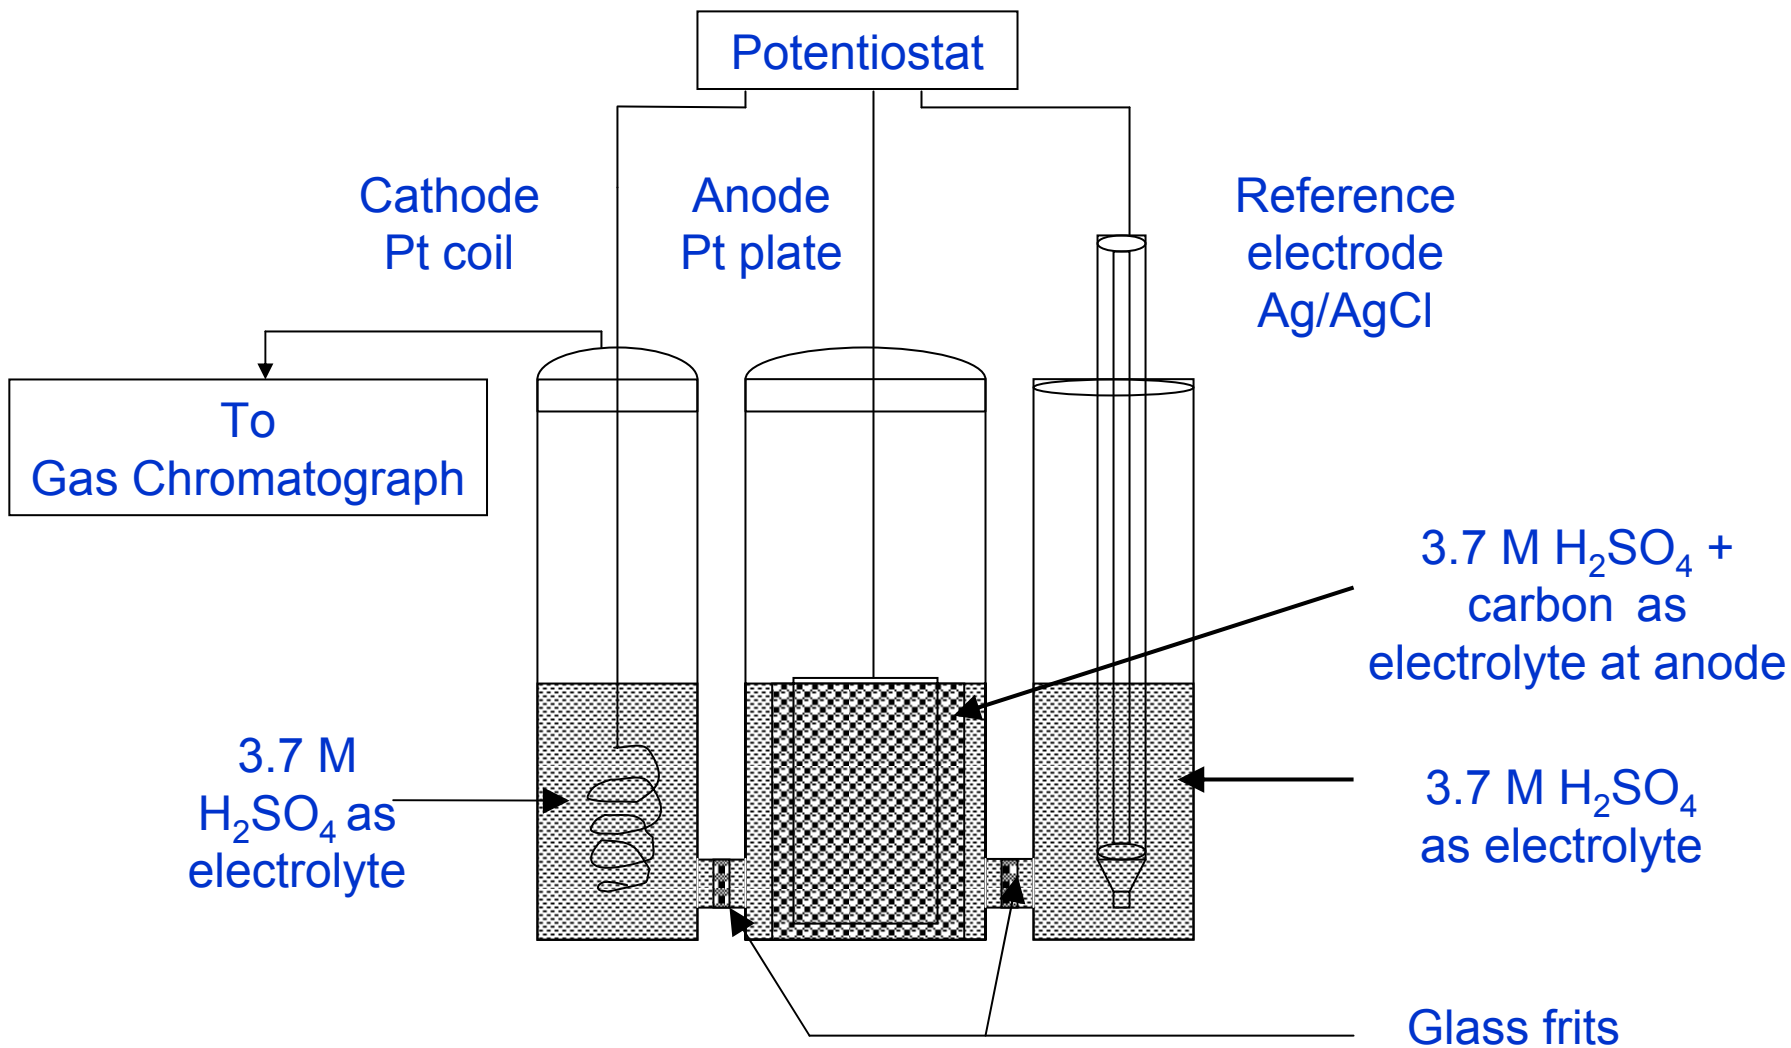 Potentiostat
Cathode
Pt coil
Anode
Pt plate
Reference
electrode
Ag/AgCl
To
Gas Chromatograph
3.7 M H₂SO₄ +
carbon as
electrolyte at anode
3.7 M
H₂SO₄ as
electrolyte
3.7 M H₂SO₄
as electrolyte
Glass frits